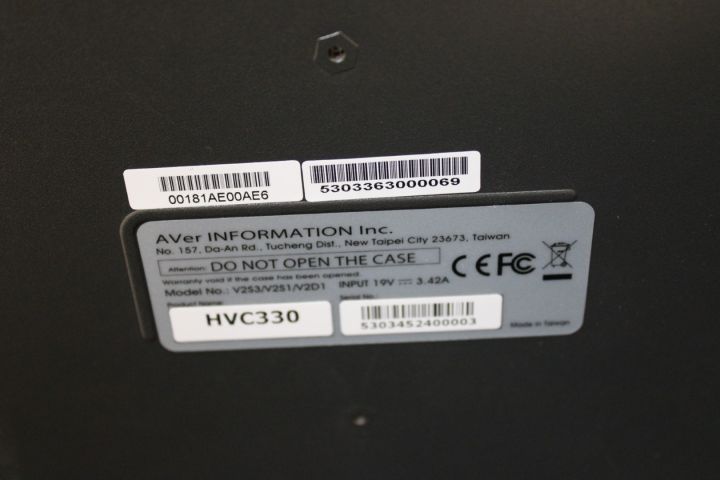 00181AE00AE6
5303363000069
AVer INFORMATION Inc.
No. 157, Da-An Rd., Tucheng Dist., New Taipei City 23673, Taiwan
Attention: DO NOT OPEN THE CASE
Warranty void if the case has been opened.
Model No.: V2S3/V2S1/V2D1 INPUT 19V ⎓ 3.42A
CE FC
Product Name: Serial No.
HVC330
5303452400003
Made in Taiwan